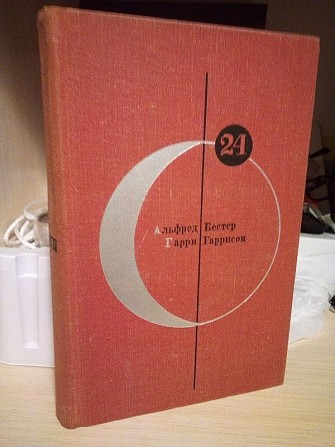 24
Альфред Бестер
Гарри Гаррисон